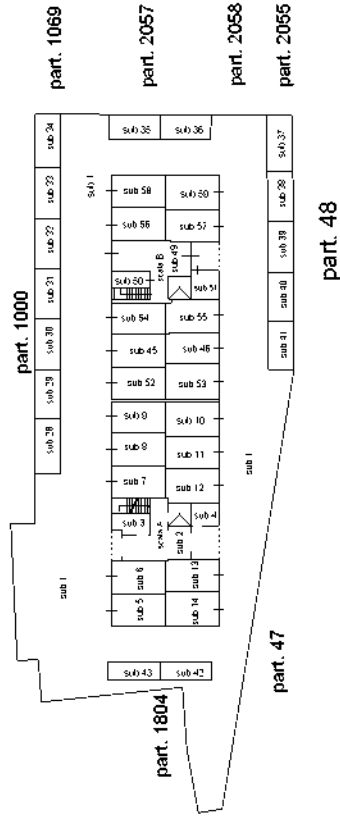 part. 1069
part. 2057
part. 2058
part. 2055
part. 48
part. 1000
part. 1804
part. 47
sub 34
sub 33
sub 32
sub 31
sub 30
sub 29
sub 28
sub 1
sub 35
sub 36
sub 37
sub 38
sub 39
sub 40
sub 41
sub 58
sub 56
scala B
sub 49
sub 57
sub 51
sub 54
sub 55
sub 45
sub 46
sub 52
sub 53
sub 9
sub 10
sub 8
sub 11
sub 7
sub 12
sub 3
sub 4
scala A
sub 2
sub 6
sub 13
sub 5
sub 14
sub 1
sub 1
sub 43
sub 42